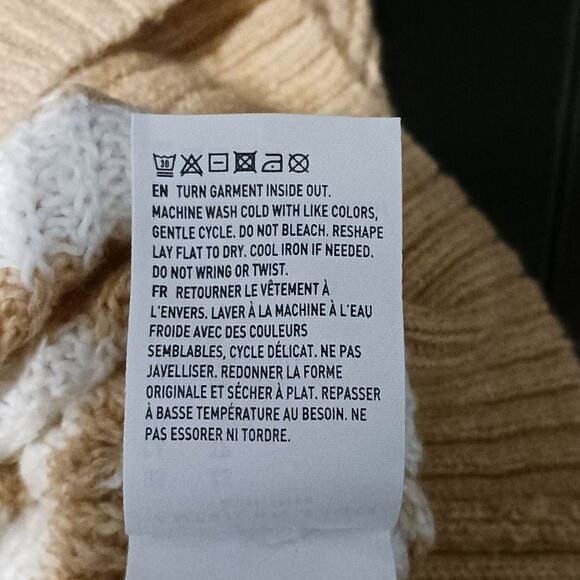 30
EN TURN GARMENT INSIDE OUT.
MACHINE WASH COLD WITH LIKE COLORS,
GENTLE CYCLE. DO NOT BLEACH. RESHAPE
LAY FLAT TO DRY. COOL IRON IF NEEDED.
DO NOT WRING OR TWIST.
FR RETOURNER LE VÊTEMENT À
L'ENVERS. LAVER À LA MACHINE À L'EAU
FROIDE AVEC DES COULEURS
SEMBLABLES, CYCLE DÉLICAT. NE PAS
JAVELLISER. REDONNER LA FORME
ORIGINALE ET SÉCHER À PLAT. REPASSER
À BASSE TEMPÉRATURE AU BESOIN. NE
PAS ESSORER NI TORDRE.